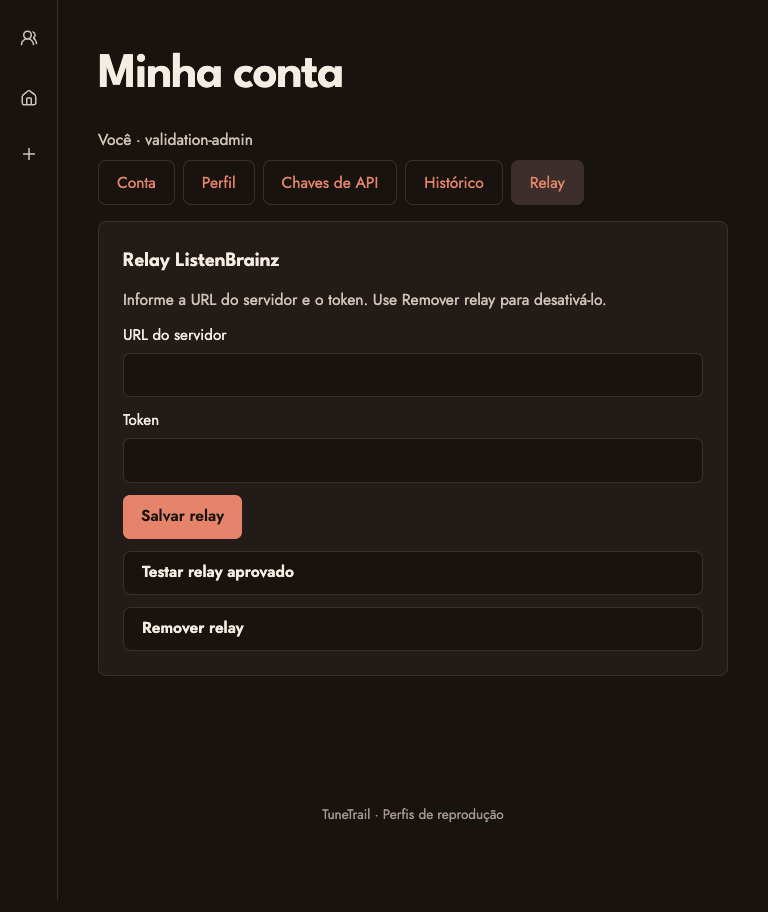 Minha conta
Você · validation-admin
Conta
Perfil
Chaves de API
Histórico
Relay
Relay ListenBrainz
Informe a URL do servidor e o token. Use Remover relay para desativá-lo.
URL do servidor
Token
Salvar relay
Testar relay aprovado
Remover relay
TuneTrail · Perfis de reprodução